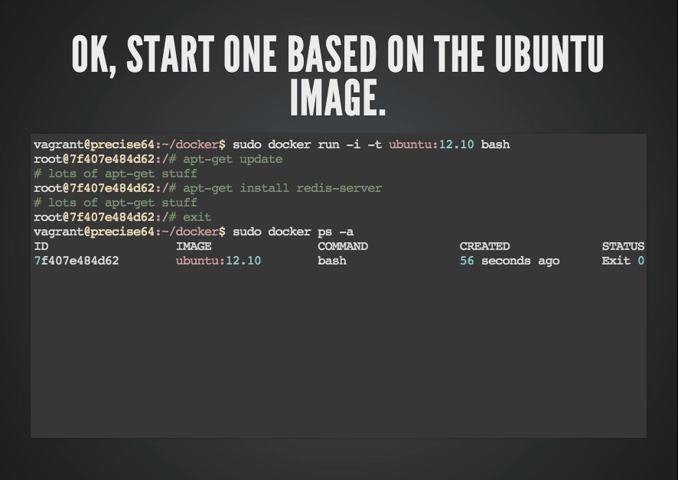 OK, START ONE BASED ON THE UBUNTU
IMAGE.
vagrant@precise64:~/docker$ sudo docker run -i -t ubuntu:12.10 bash
root@7f407e484d62:/# apt-get update
# lots of apt-get stuff
root@7f407e484d62:/# apt-get install redis-server
# lots of apt-get stuff
root@7f407e484d62:/# exit
vagrant@precise64:~/docker$ sudo docker ps -a
ID IMAGE COMMAND CREATED STATUS
7f407e484d62 ubuntu:12.10 bash 56 seconds ago Exit 0